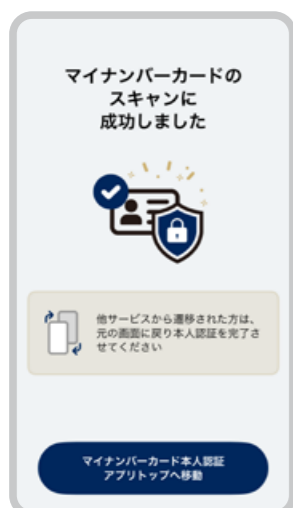 マイナンバーカードの
スキャンに
成功しました
他サービスから遷移された方は、
元の画面に戻り本人認証を完了さ
せてください
マイナンバーカード本人認証
アプリトップへ移動